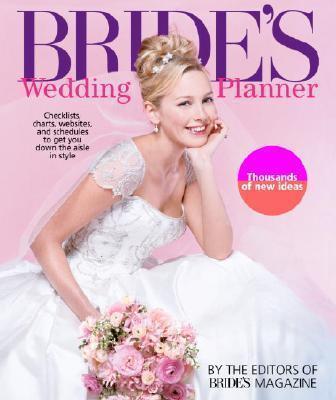 BRIDE'S
Wedding Planner
Checklists,
charts, websites,
and schedules
to get you
down the aisle
in style
Thousands
of new ideas
BY THE EDITORS OF
BRIDE'S MAGAZINE